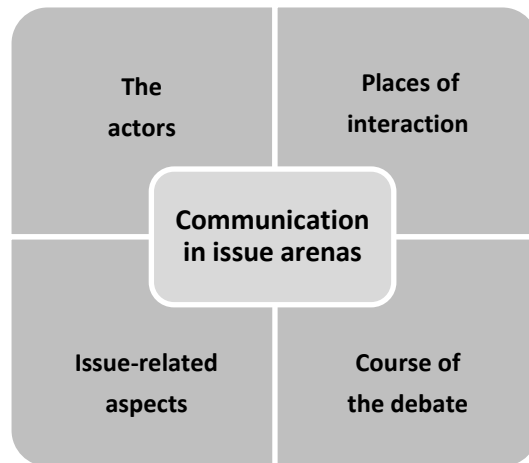 The
actors
Places of
interaction
Communication
in issue arenas
Issue-related
aspects
Course of
the debate